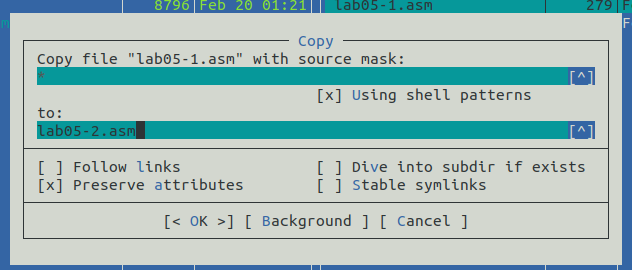 8796 Feb 20 01:21 lab05-1.asm 279
Copy
Copy file "lab05-1.asm" with source mask:
* [^]
[x] Using shell patterns
to:
lab05-2.asm [^]
[ ] Follow links [ ] Dive into subdir if exists
[x] Preserve attributes [ ] Stable symlinks
[< OK >] [ Background ] [ Cancel ]